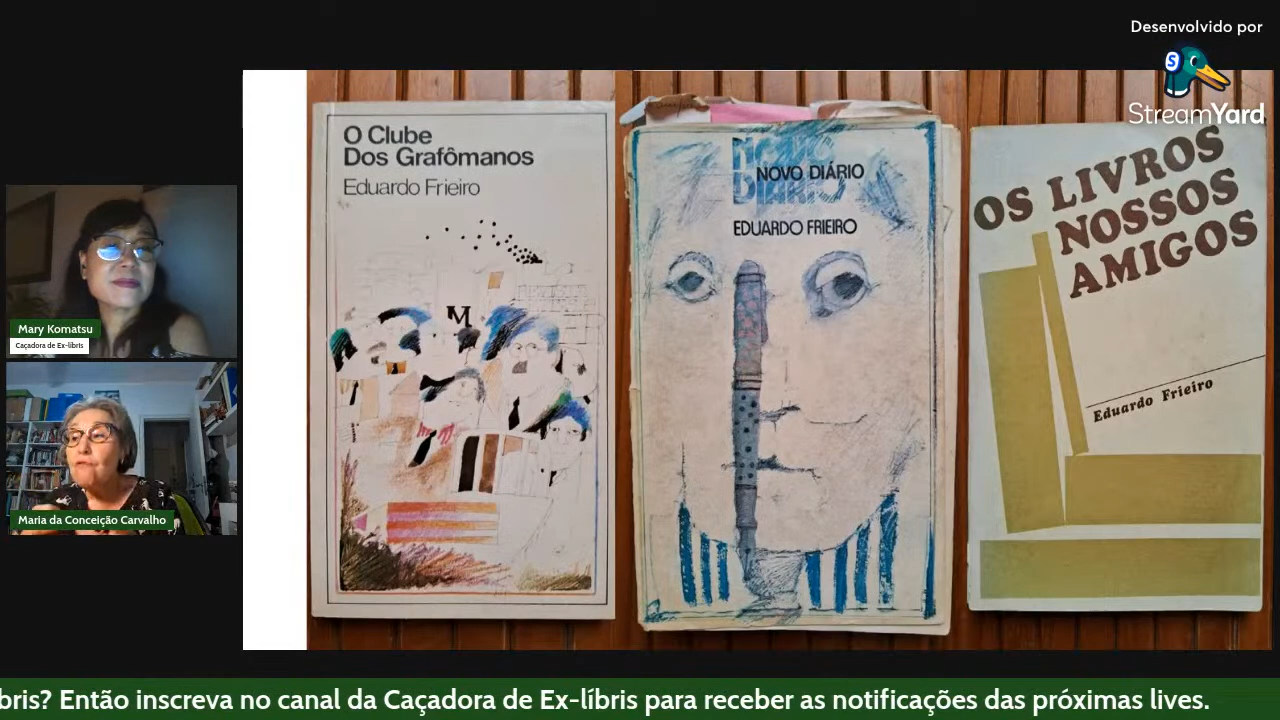 Desenvolvido por
StreamYard
O Clube
Dos Grafômanos
Eduardo Frieiro
M
NOVO
DIÁRIO
NOVO DIÁRIO
EDUARDO FRIEIRO
OS LIVROS
NOSSOS
AMIGOS
Eduardo Frieiro
Mary Komatsu
Caçadora de Ex-líbris
Maria da Conceição Carvalho
bris? Então inscreva no canal da Caçadora de Ex-líbris para receber as notificações das próximas lives.